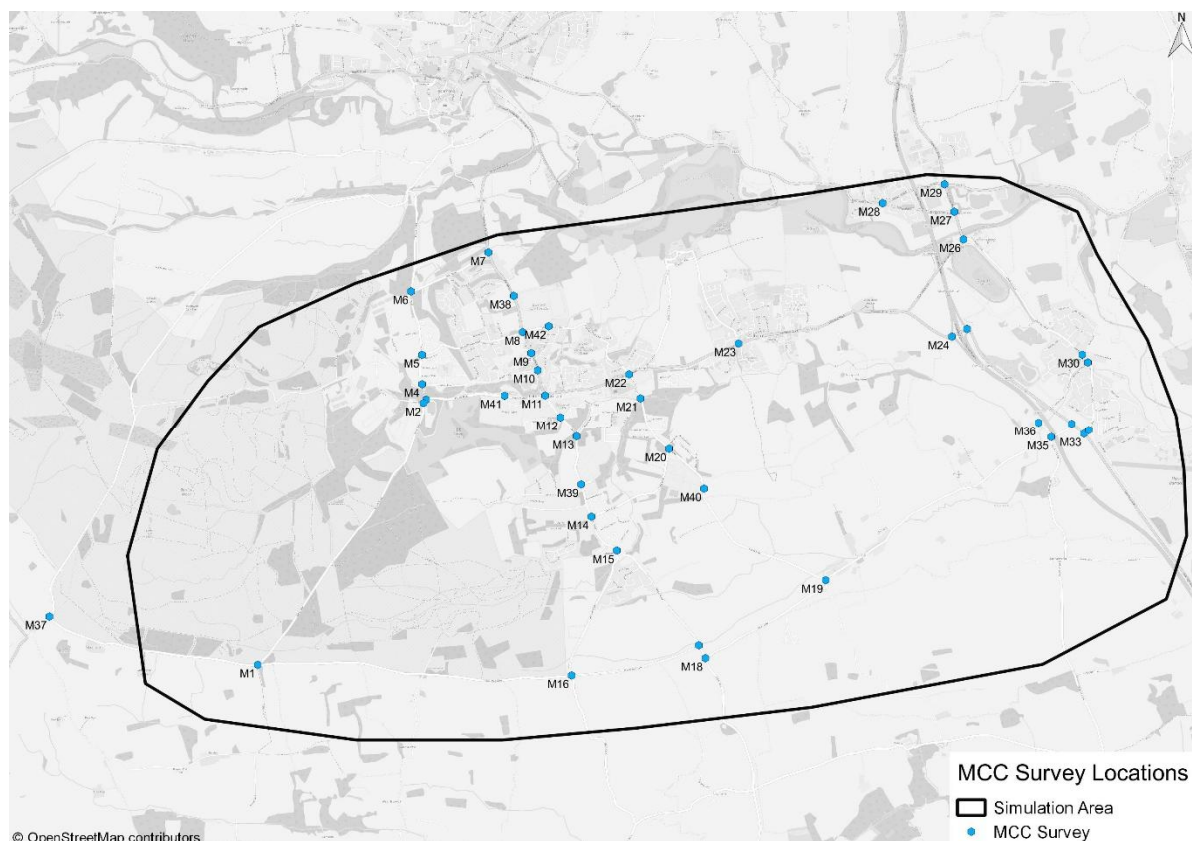 N
M29
M28
M27
M26
M7
M6
M38
M42
M8
M9
M10
M5
M23
M24
M30
M22
M4
M2
M41
M11
M21
M12
M36
M33
M35
M13
M20
M39
M40
M14
M15
M19
M37
M1
M16
M18
MCC Survey Locations
Simulation Area
MCC Survey
© OpenStreetMap contributors